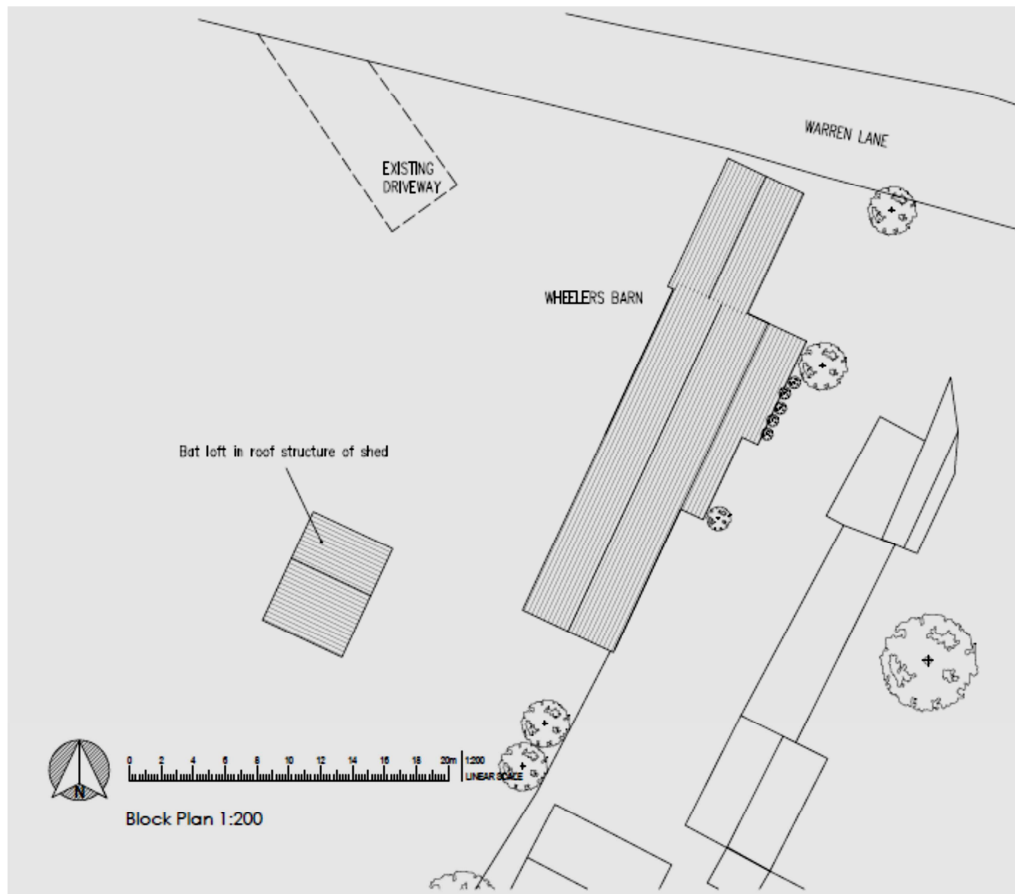 WARREN LANE
EXISTING
DRIVEWAY
WHEELERS BARN
Bat loft in roof structure of shed
0 2 4 6 8 10 12 14 16 18 20m 1:200
LINEAR SCALE
N
Block Plan 1:200